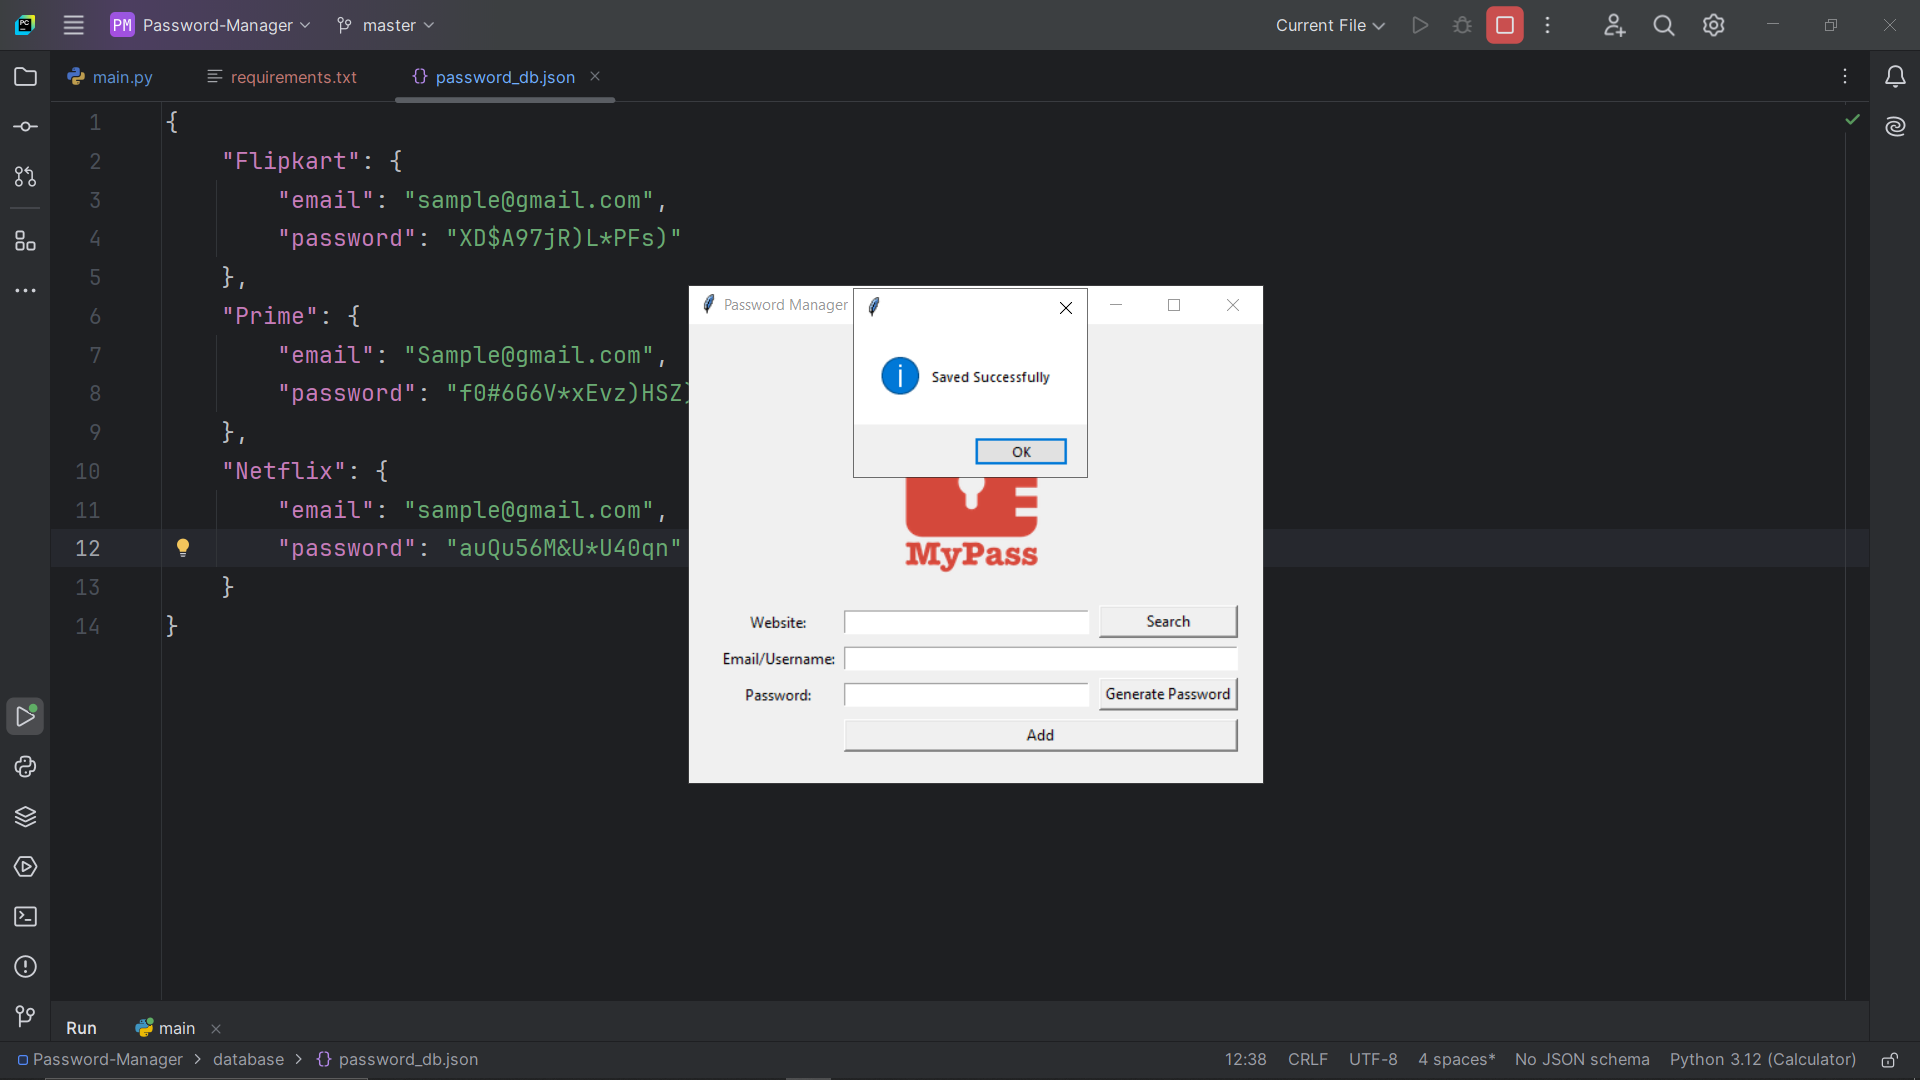 PM Password-Manager master Current File
main.py requirements.txt {} password_db.json
1 {
2 "Flipkart": {
3 "email": "sample@gmail.com",
4 "password": "XD$A97jR)L*PFs)"
5 },
6 "Prime": {
7 "email": "Sample@gmail.com",
8 "password": "f0#6G6V*xEvz)HSZ)
9 },
10 "Netflix": {
11 "email": "sample@gmail.com",
12 "password": "auQu56M&U*U40qn"
13 }
14 }
Password Manager
Saved Successfully
OK
MyPass
Website: Search
Email/Username:
Password: Generate Password
Add
Run main
Password-Manager > database > {} password_db.json 12:38 CRLF UTF-8 4 spaces* No JSON schema Python 3.12 (Calculator)